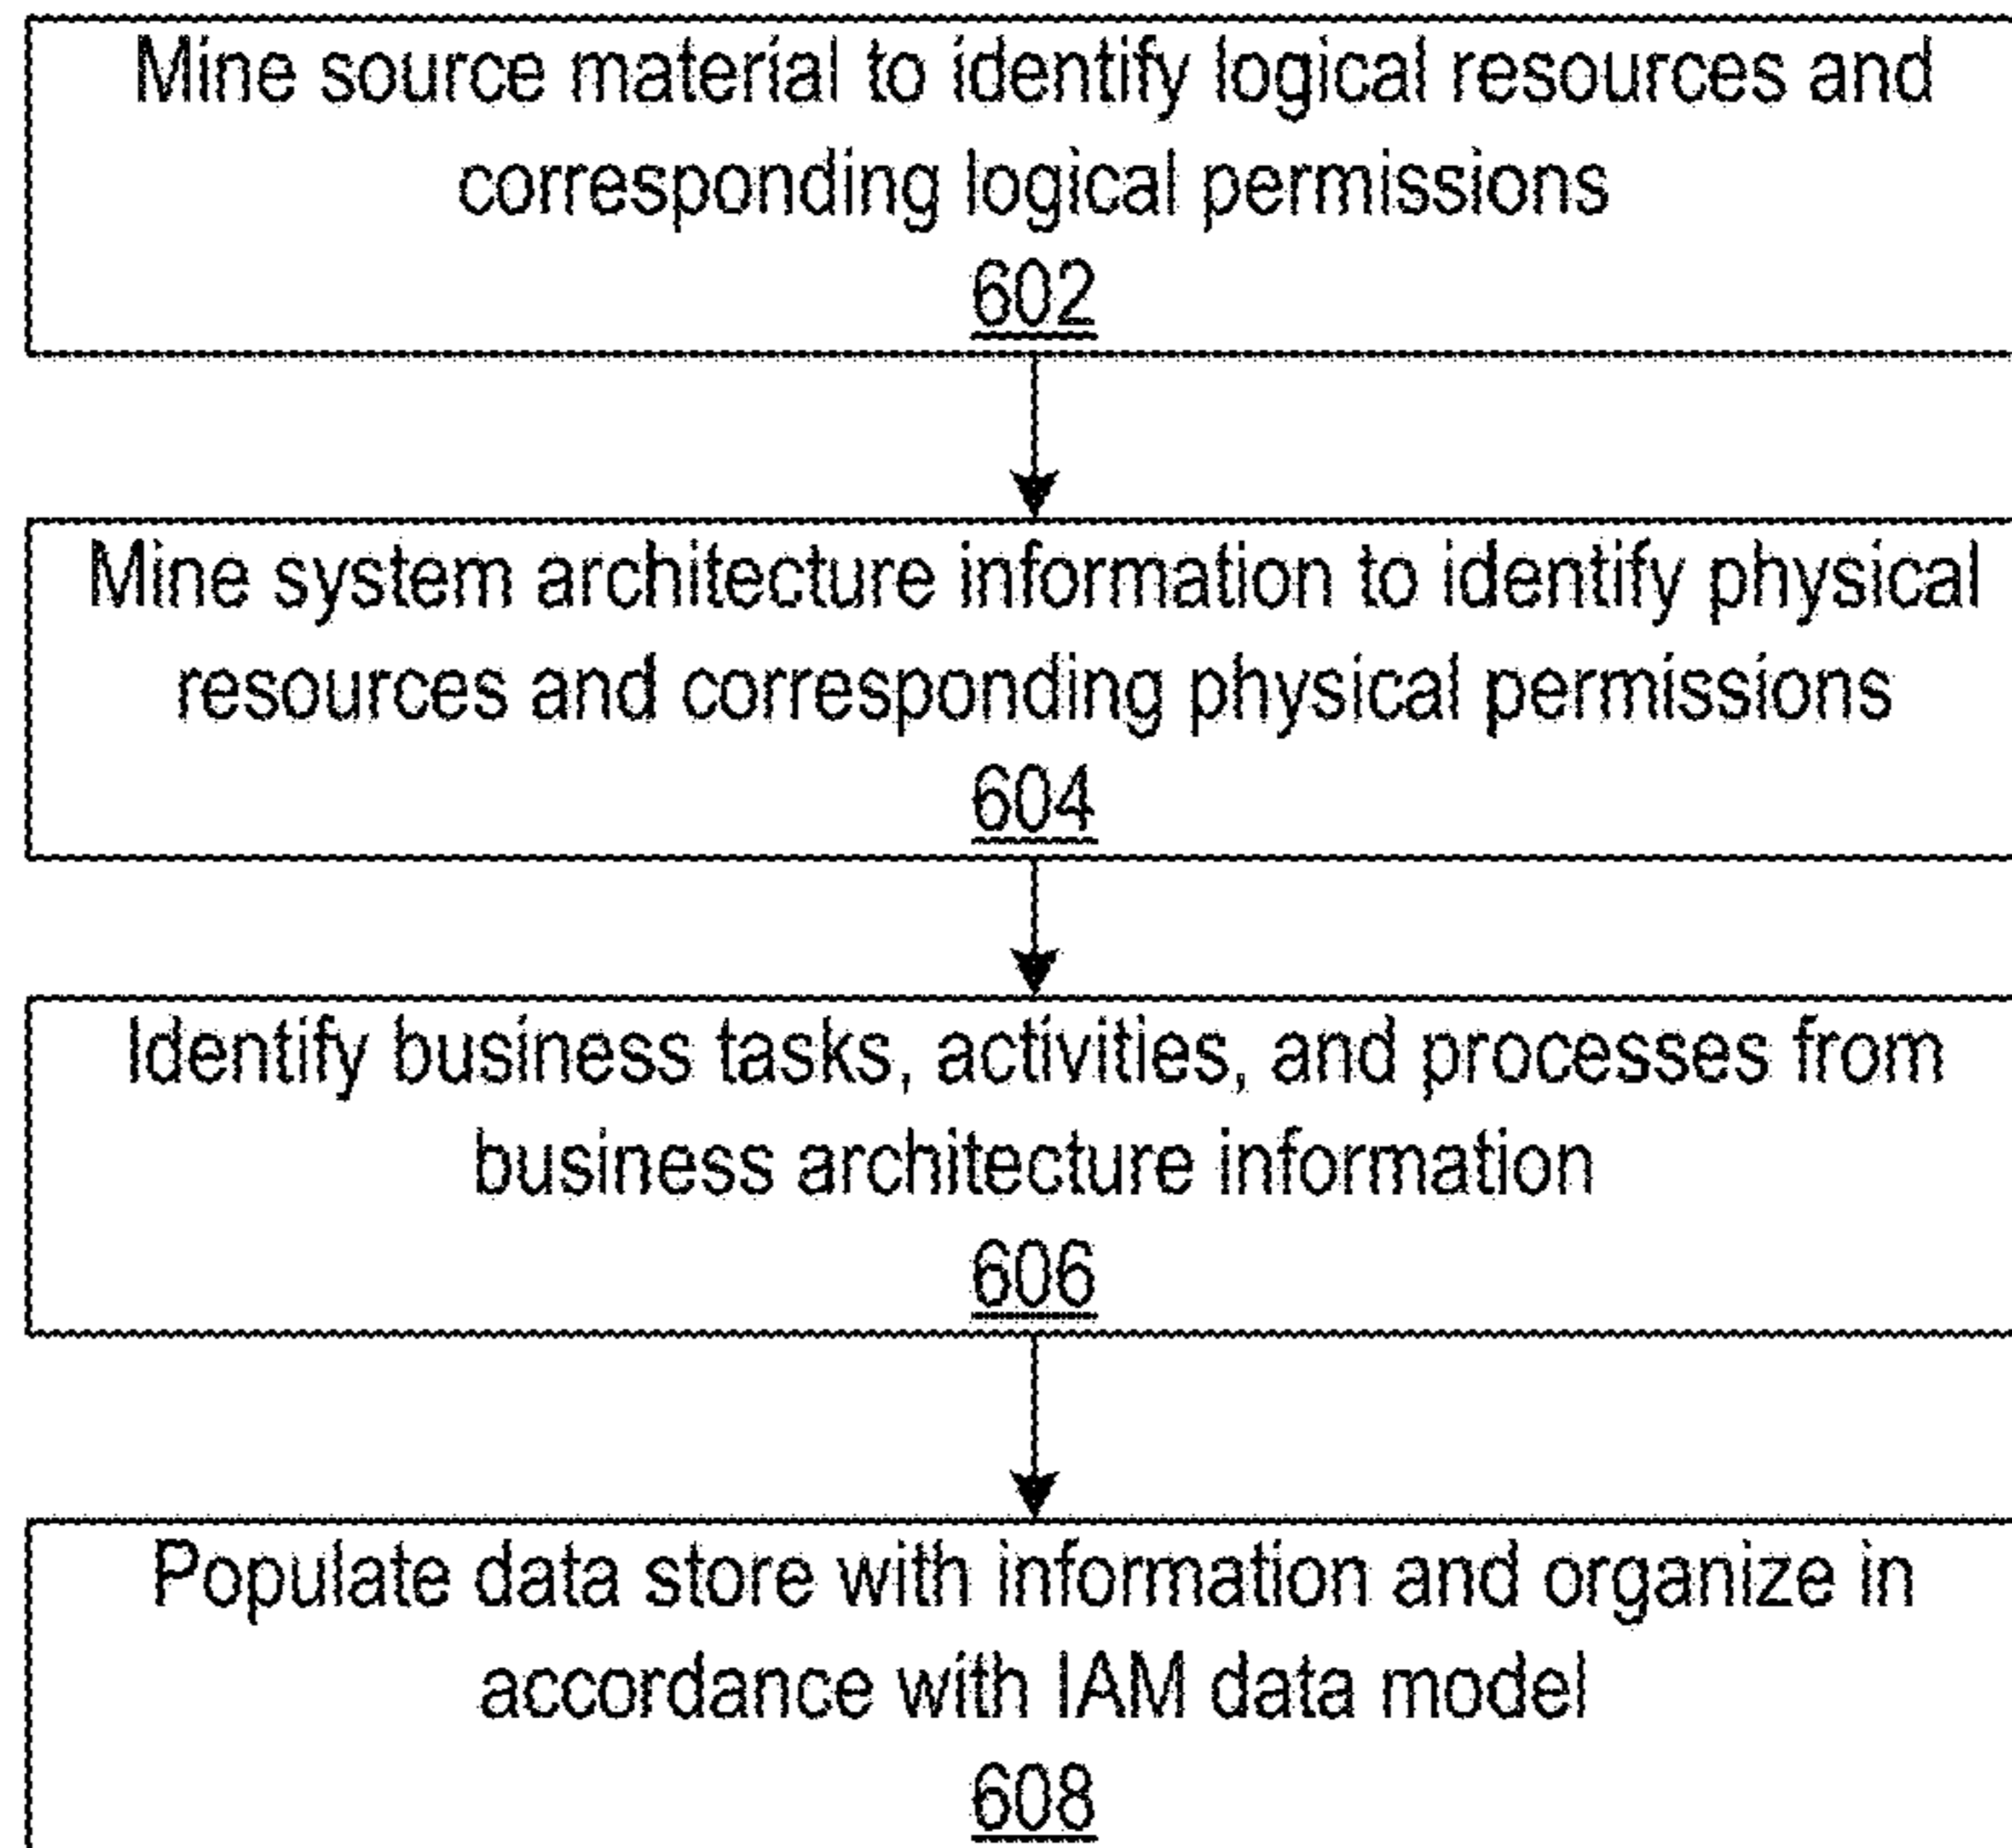 Mine source material to identify logical resources and
corresponding logical permissions
602
Mine system architecture information to identify physical
resources and corresponding physical permissions
604
Identify business tasks, activities, and processes from
business architecture information
606
Populate data store with information and organize in
accordance with IAM data model
608